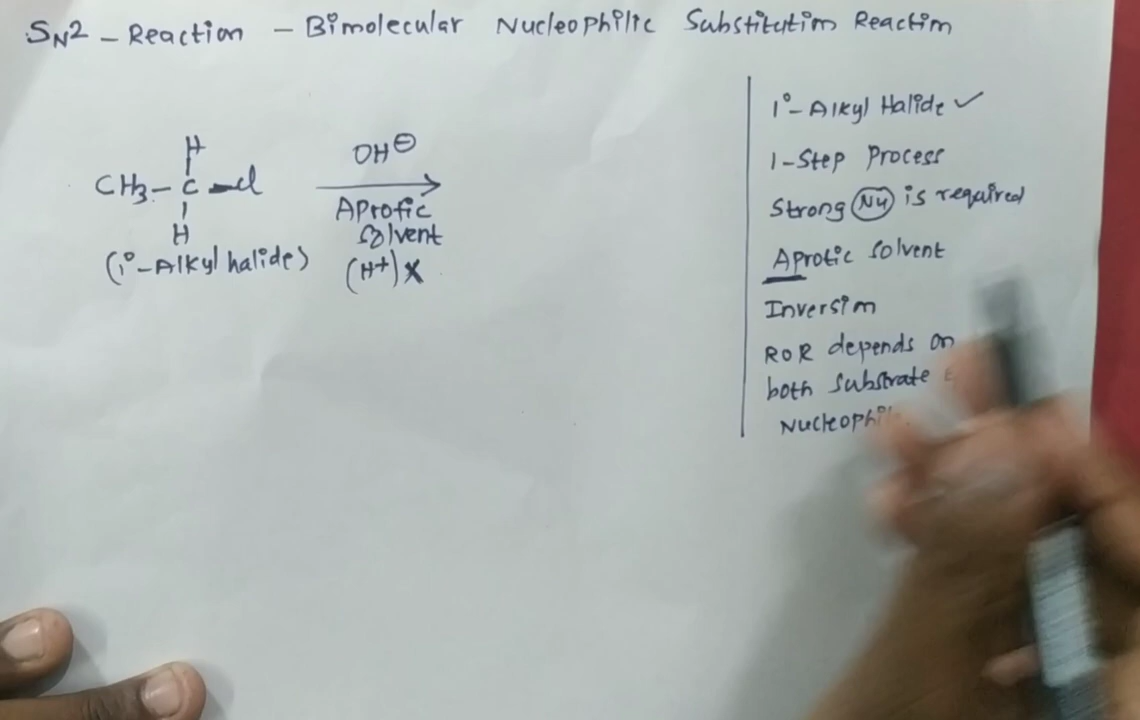 SN2 - Reaction - Bimolecular Nucleophilic Substitution Reaction
H
CH3 - C - Cl
H
(1° - Alkyl halide)
OH⊖
Aprotic
Solvent
(H+) x
1° - Alkyl Halide ✓
1 - Step Process
Strong Nu is required
Aprotic Solvent
Inversion
ROR depends on
both Substrate